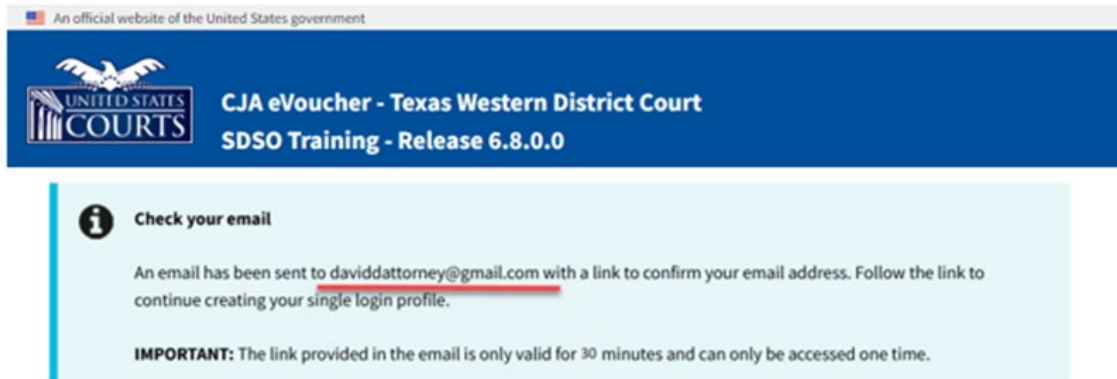 An official website of the United States government
UNITED STATES
COURTS
CJA eVoucher - Texas Western District Court
SDSO Training - Release 6.8.0.0
Check your email
An email has been sent to daviddattorney@gmail.com with a link to confirm your email address. Follow the link to
continue creating your single login profile.
IMPORTANT: The link provided in the email is only valid for 30 minutes and can only be accessed one time.